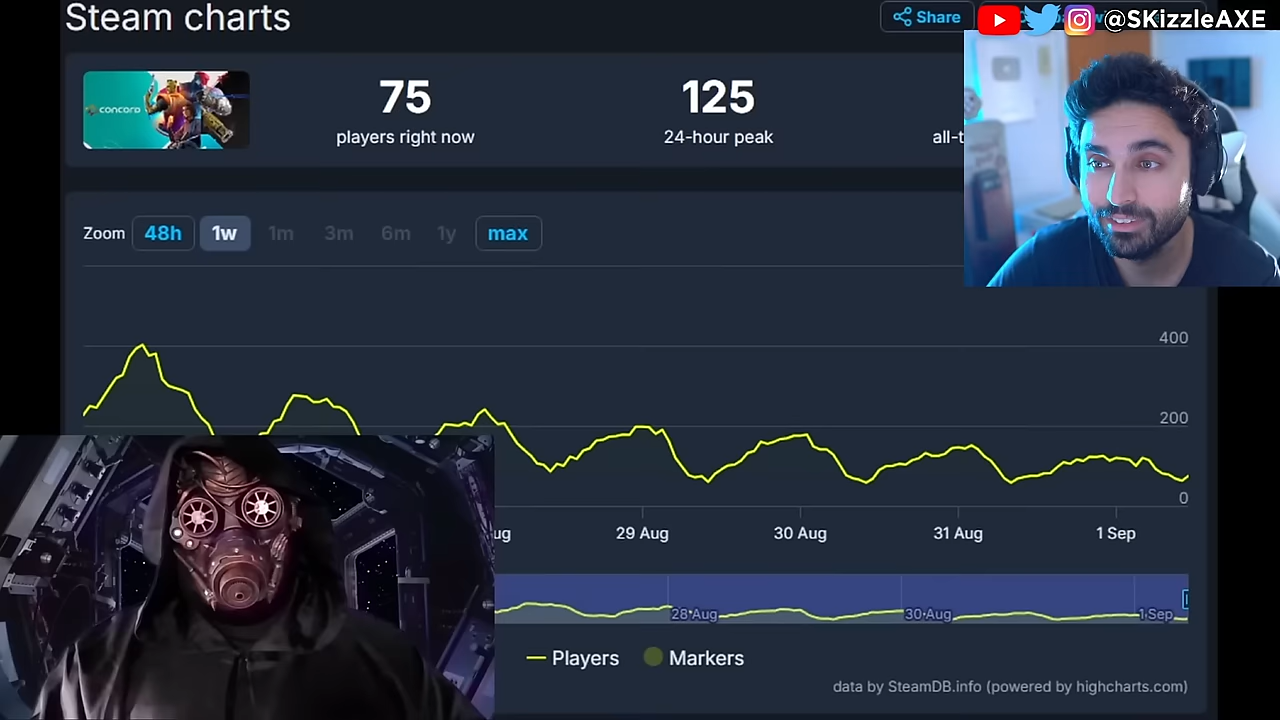 Steam charts
Share
@SKizzleAXE
CONCORD
75
125
players right now
24-hour peak
all-t
Zoom 48h 1w 1m 3m 6m 1y max
400
200
0
ug 29 Aug 30 Aug 31 Aug 1 Sep
28 Aug 30 Aug 1 Sep
Players Markers
data by SteamDB.info (powered by highcharts.com)